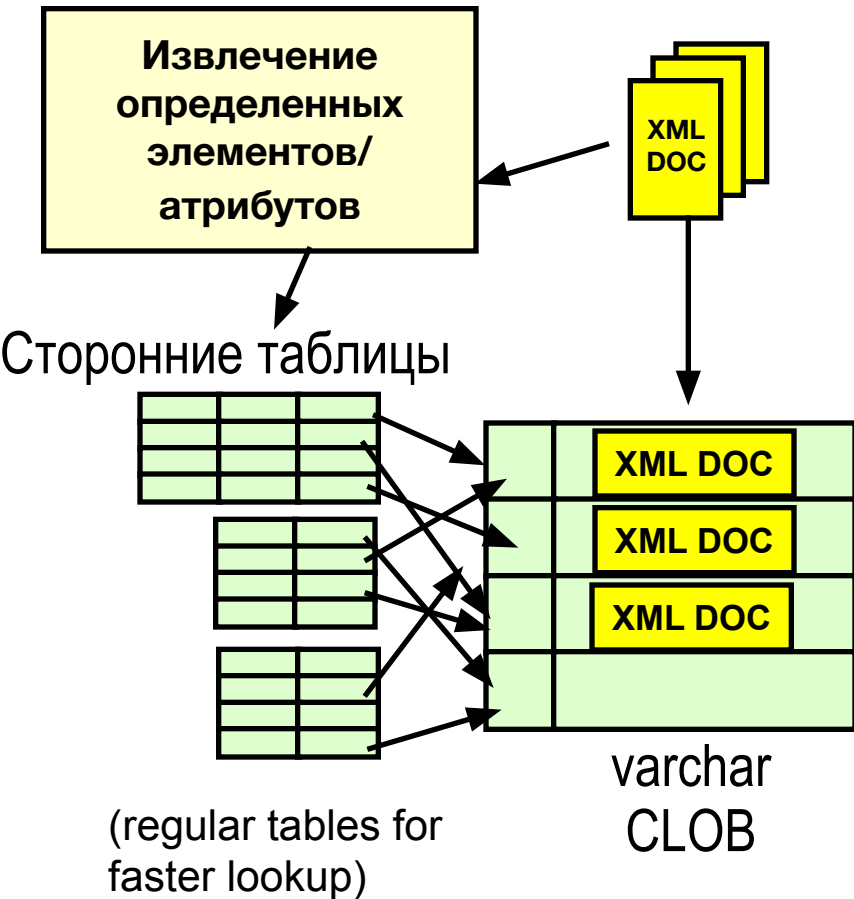 Извлечение
определенных
элементов/
атрибутов
XML
DOC
Сторонние таблицы
XML DOC
XML DOC
XML DOC
varchar
CLOB
(regular tables for
faster lookup)